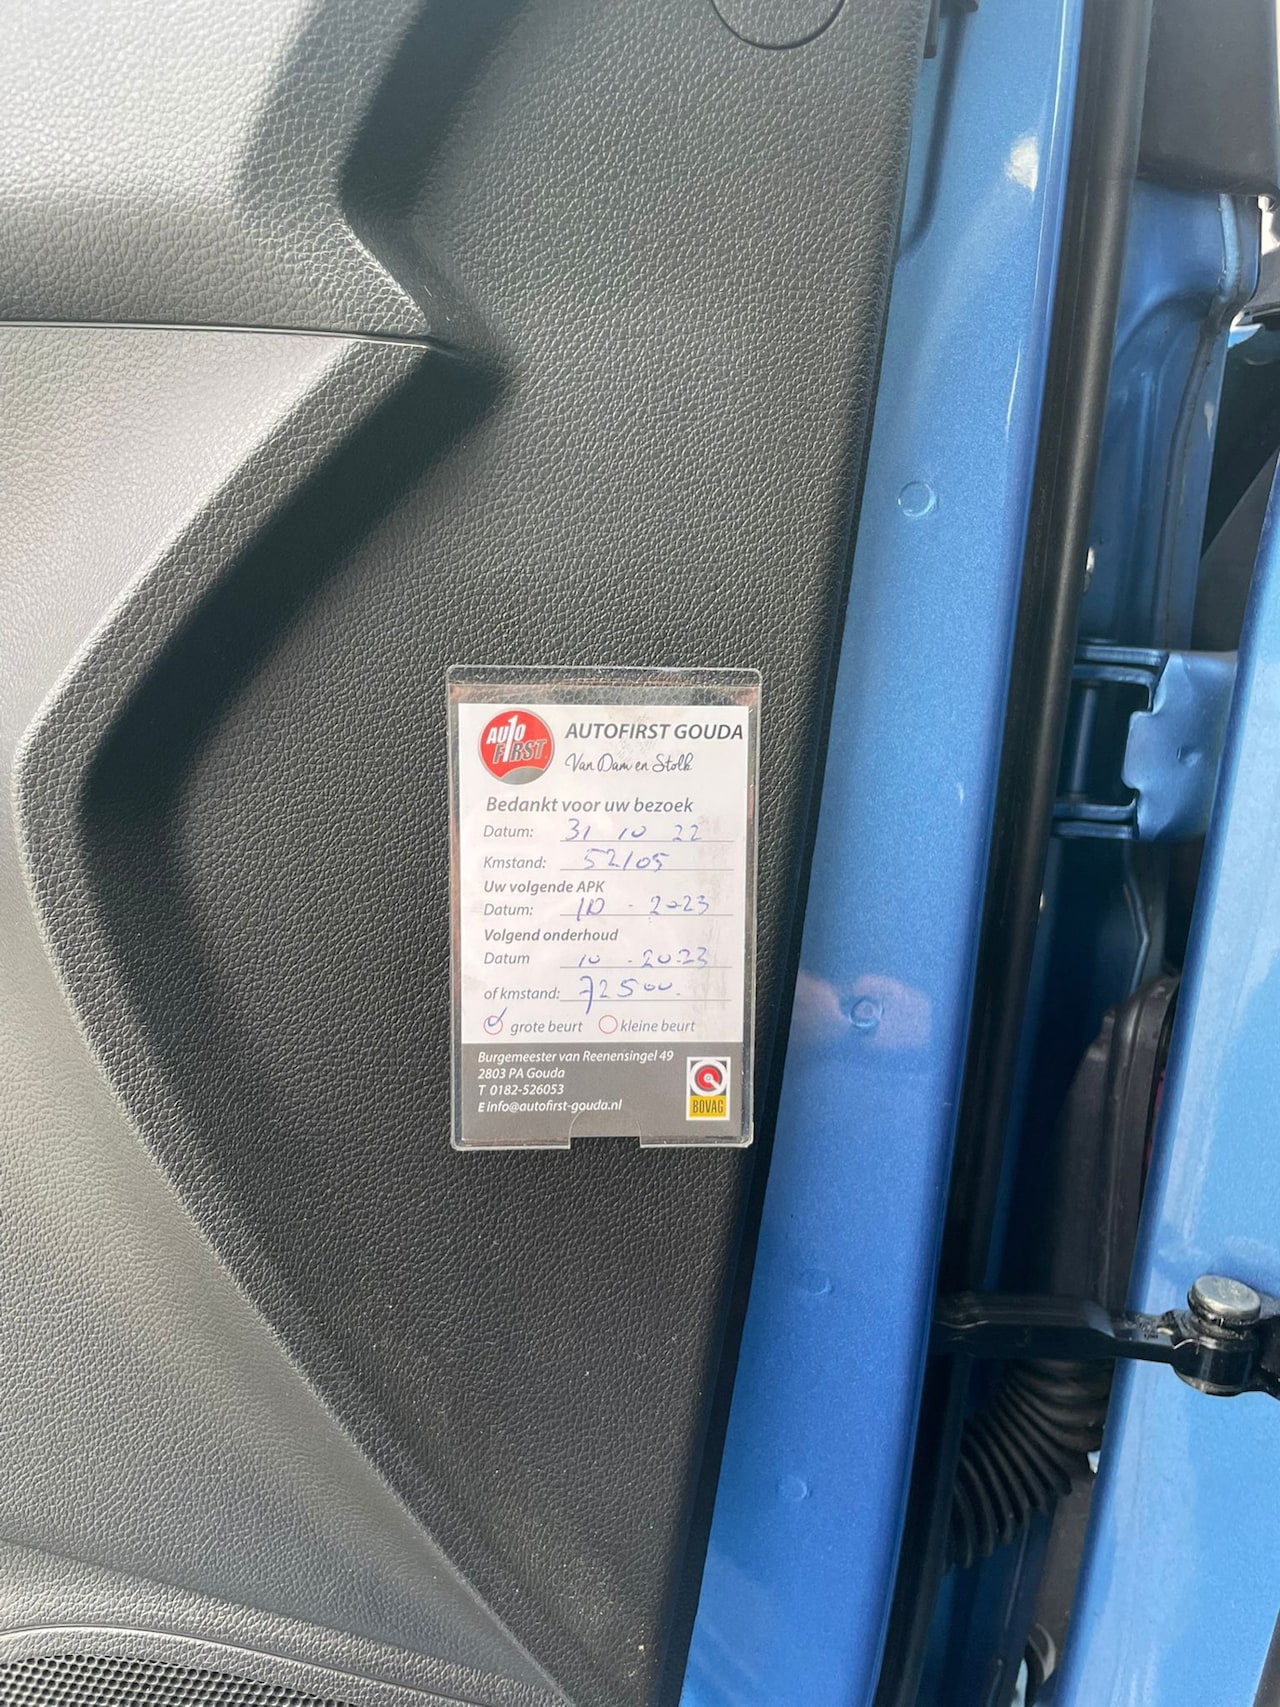 AUTO
1
FIRST
AUTOFIRST GOUDA
Van Dam en Stolk
Bedankt voor uw bezoek
Datum: 31 10 22
Kmstand: 52105
Uw volgende APK
Datum: 10 - 2023
Volgend onderhoud
Datum 10 - 2023
of kmstand: 72500.
grote beurt kleine beurt
Burgemeester van Reenensingel 49
2803 PA Gouda
T 0182-526053
E info@autofirst-gouda.nl
BOVAG